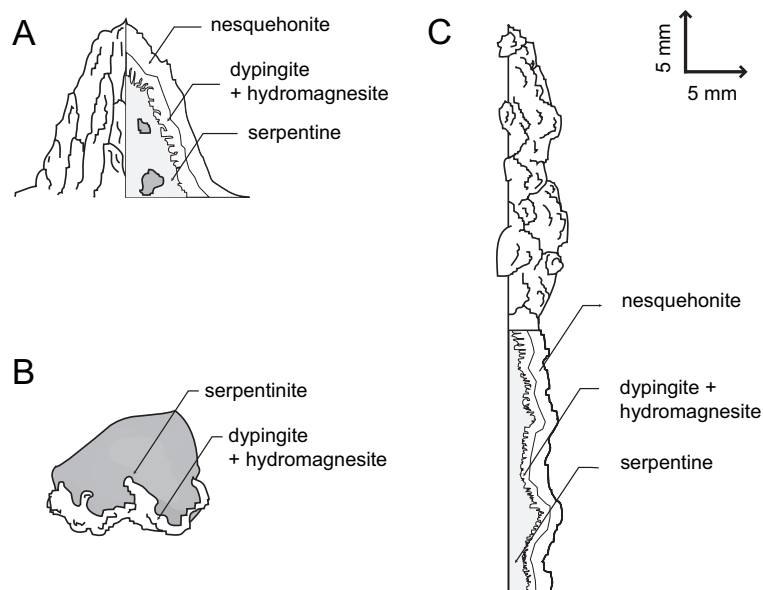 A
nesquehonite
dypingite
+ hydromagnesite
serpentine
B
serpentinite
dypingite
+ hydromagnesite
C
5 mm
5 mm
nesquehonite
dypingite +
hydromagnesite
serpentine